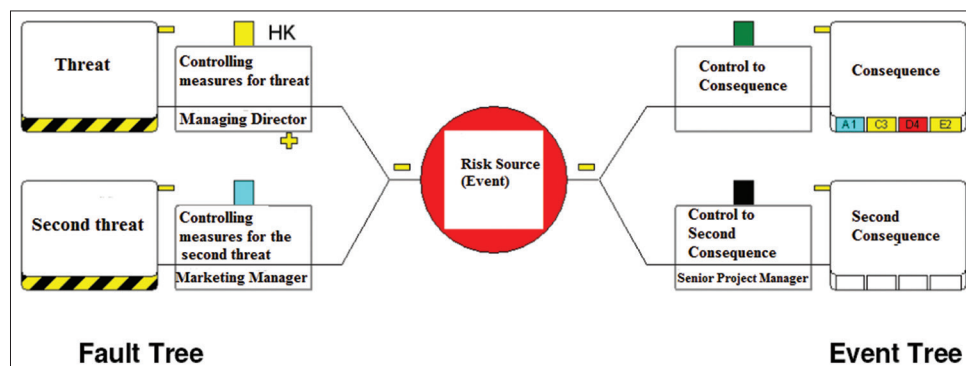 HK
Threat
Controlling
measures for threat
Managing Director
Control to
Consequence
Consequence
A1 C3 D4 E2
Risk Source
(Event)
Second threat
Controlling
measures for the
second threat
Marketing Manager
Control to
Second
Consequence
Senior Project Manager
Second
Consequence
Fault Tree
Event Tree